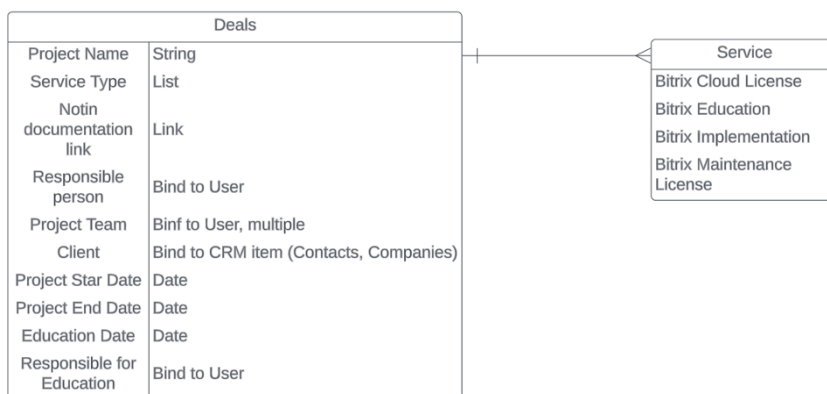 Deals
Project Name String
Service Type List
Notin
documentation
link
Link
Responsible
person
Bind to User
Project Team Binf to User, multiple
Client Bind to CRM item (Contacts, Companies)
Project Star Date Date
Project End Date Date
Education Date Date
Responsible for
Education
Bind to User
Service
Bitrix Cloud License
Bitrix Education
Bitrix Implementation
Bitrix Maintenance
License